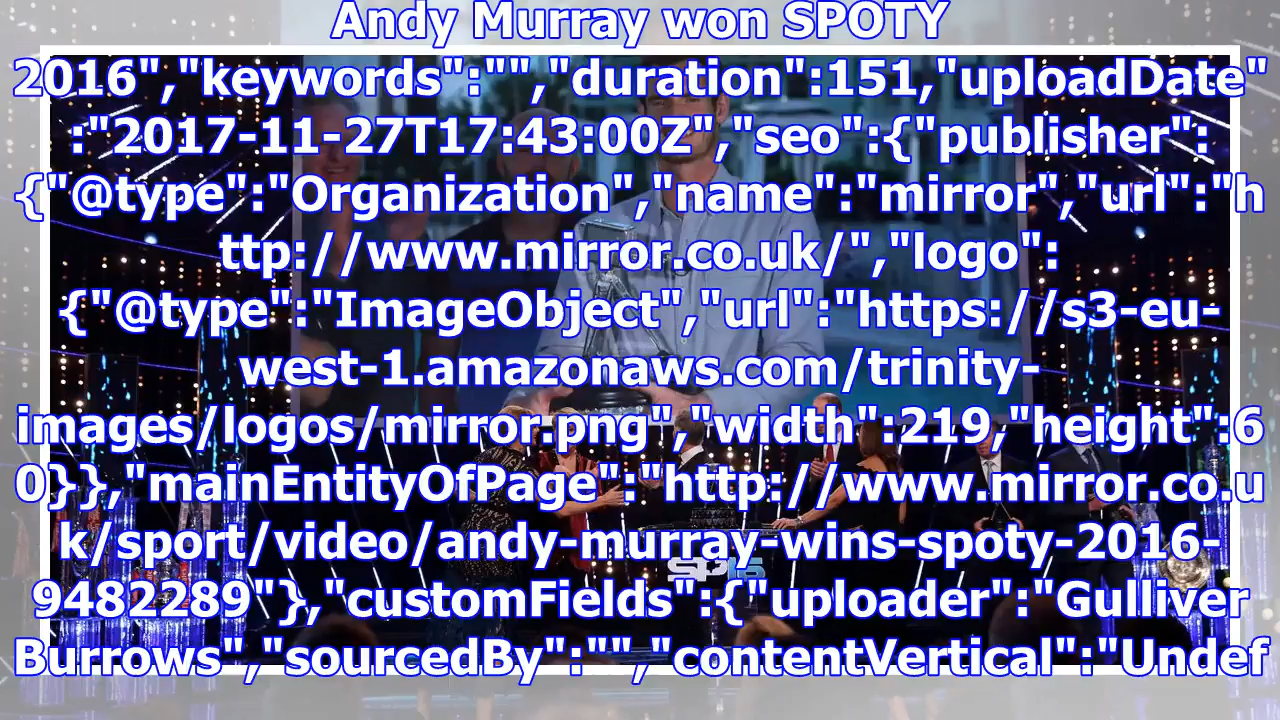 Andy Murray won SPOTY
2016","keywords":"","duration":151,"uploadDate"
:"2017-11-27T17:43:00Z","seo":{"publisher":
{"@type":"Organization","name":"mirror","url":"h
ttp://www.mirror.co.uk/","logo":
{"@type":"ImageObject","url":"https://s3-eu-
west-1.amazonaws.com/trinity-
images/logos/mirror.png","width":219,"height":6
0}},"mainEntityOfPage":"http://www.mirror.co.u
k/sport/video/andy-murray-wins-spoty-2016-
9482289"},"customFields":{"uploader":"Gulliver
Burrows","sourcedBy":"","contentVertical":"Undef